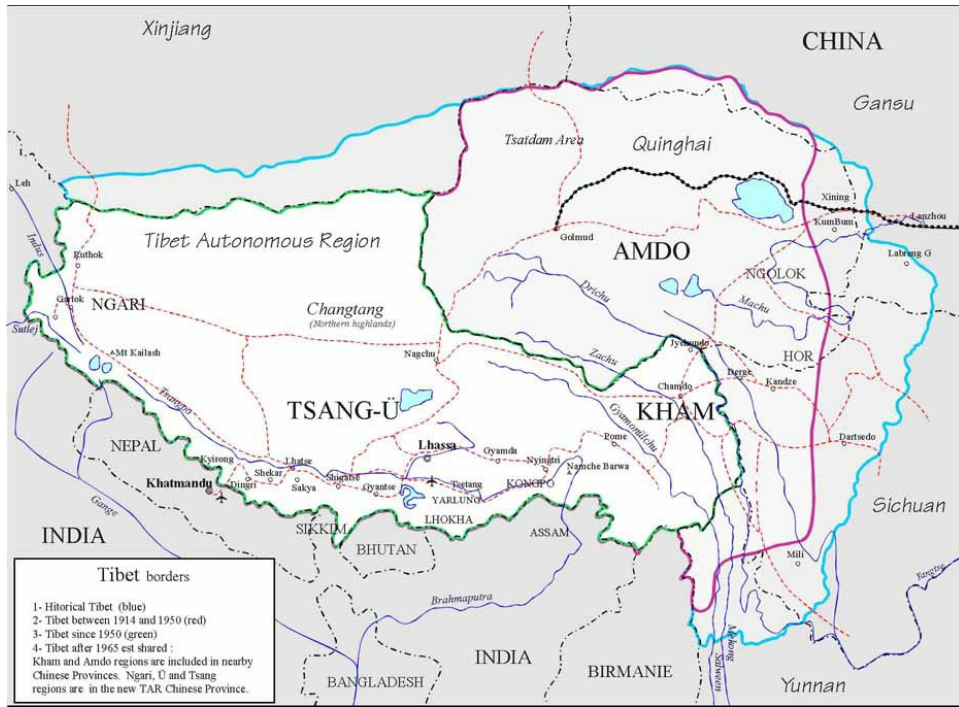 Xinjiang
CHINA
Gansu
Tsaïdam Area
Quinghai
Leh
Xining
Lanzhou
KumBum
Golmud
Labrang G
Tibet Autonomous Region
AMDO
Indus
Ruthok
NGOLOK
Drichu
Machu
NGARI
Changtang
(Northern highlandz)
Garlok
Sutlej
Jyekundo
HOR
Mt Kailash
Nagchu
Zachu
Derge
Kandze
Chamdo
Tsangpo
TSANG-Ü
Gyamonülchu
KHAM
Dartsedo
NEPAL
Lhassa
Pome
Kyirong
Lhatse
Gyamda
Nyingtri
Namche Barwa
Shekar
Khatmandu
Dingri
Sakya
Shigatse
Gyantse
Tsetang
KONGPO
YARLUNG
Sichuan
Gange
SIKKIM
LHOKHA
ASSAM
INDIA
BHUTAN
Mili
Yangtse
Tibet borders
1- Hitorical Tibet (blue)
2- Tibet between 1914 and 1950 (red)
3- Tibet since 1950 (green)
4- Tibet after 1965 est shared :
Kham and Amdo regions are included in nearby
Chinese Provinces. Ngari, Ü and Tsang
regions are in the new TAR Chinese Province.
Brahmaputra
INDIA
Mekong
Salween
BIRMANIE
BANGLADESH
Yunnan